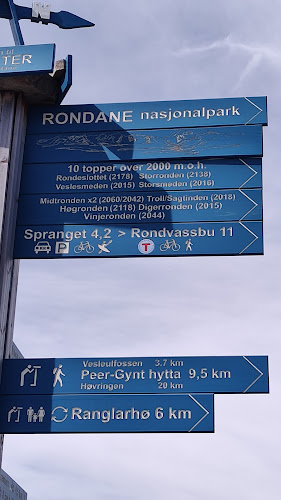 TER
RONDANE nasjonalpark
10 topper over 2000 m.o.h.
Rondeslottet (2178) Storronden (2138)
Veslesmeden (2015) Storsmeden (2016)
Midtronden x2 (2060/2042) Troll/Sagtinden (2018)
Høgronden (2118) Digerronden (2015)
Vinjeronden (2044)
Spranget 4,2 > Rondvassbu 11
P T
Vesleulfossen 3.7 km
Peer-Gynt hytta 9,5 km
Høvringen 20 km
Ranglarhø 6 km